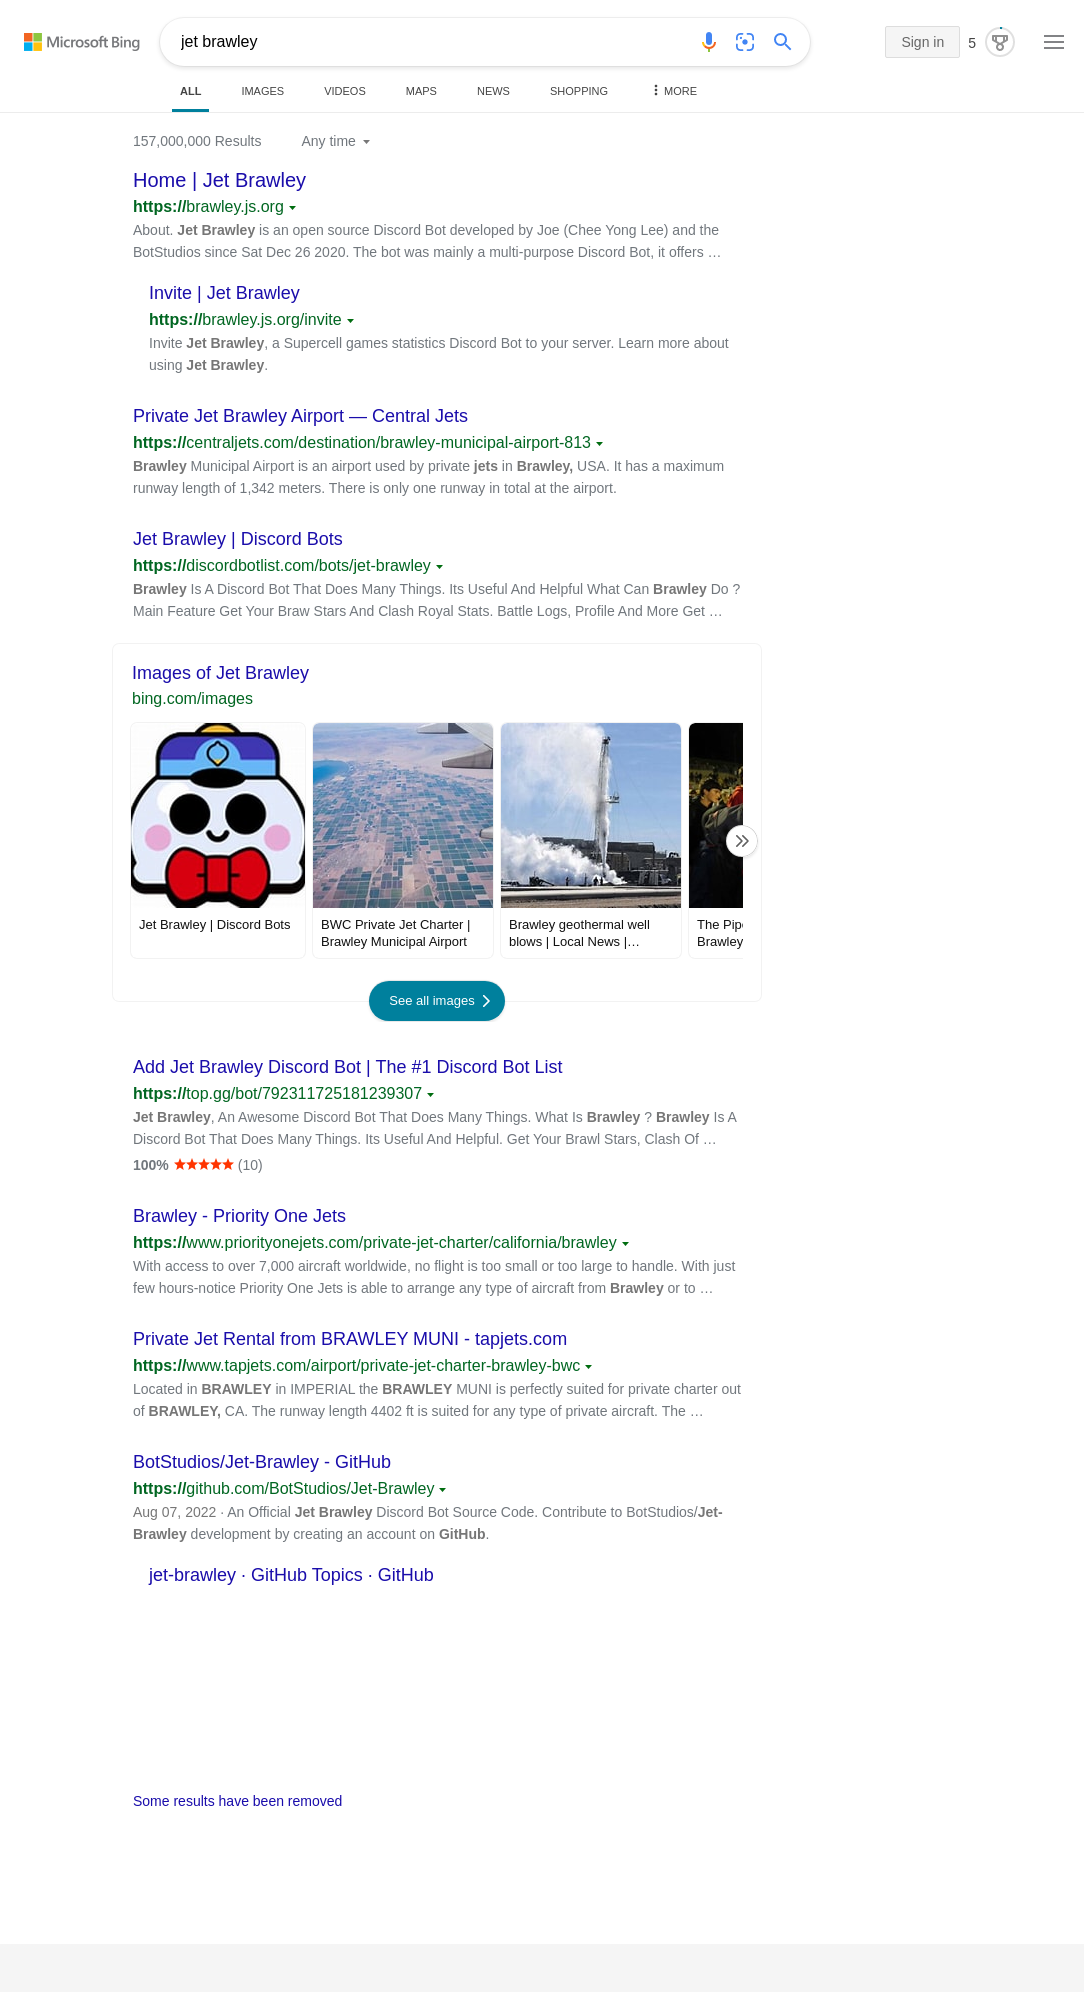 Microsoft Bing
jet brawley
Sign in
5
ALL
IMAGES
VIDEOS
MAPS
NEWS
SHOPPING
MORE
157,000,000 Results
Any time
Home | Jet Brawley
https://brawley.js.org
About. Jet Brawley is an open source Discord Bot developed by Joe (Chee Yong Lee) and the
BotStudios since Sat Dec 26 2020. The bot was mainly a multi-purpose Discord Bot, it offers …
Invite | Jet Brawley
https://brawley.js.org/invite
Invite Jet Brawley, a Supercell games statistics Discord Bot to your server. Learn more about
using Jet Brawley.
Private Jet Brawley Airport — Central Jets
https://centraljets.com/destination/brawley-municipal-airport-813
Brawley Municipal Airport is an airport used by private jets in Brawley, USA. It has a maximum
runway length of 1,342 meters. There is only one runway in total at the airport.
Jet Brawley | Discord Bots
https://discordbotlist.com/bots/jet-brawley
Brawley Is A Discord Bot That Does Many Things. Its Useful And Helpful What Can Brawley Do ?
Main Feature Get Your Braw Stars And Clash Royal Stats. Battle Logs, Profile And More Get …
Images of Jet Brawley
bing.com/images
Jet Brawley | Discord Bots
BWC Private Jet Charter |
Brawley Municipal Airport
Brawley geothermal well
blows | Local News |…
The Pipe
Brawley
See all images
Add Jet Brawley Discord Bot | The #1 Discord Bot List
https://top.gg/bot/792311725181239307
Jet Brawley, An Awesome Discord Bot That Does Many Things. What Is Brawley ? Brawley Is A
Discord Bot That Does Many Things. Its Useful And Helpful. Get Your Brawl Stars, Clash Of …
100% ★★★★★ (10)
Brawley - Priority One Jets
https://www.priorityonejets.com/private-jet-charter/california/brawley
With access to over 7,000 aircraft worldwide, no flight is too small or too large to handle. With just
few hours-notice Priority One Jets is able to arrange any type of aircraft from Brawley or to …
Private Jet Rental from BRAWLEY MUNI - tapjets.com
https://www.tapjets.com/airport/private-jet-charter-brawley-bwc
Located in BRAWLEY in IMPERIAL the BRAWLEY MUNI is perfectly suited for private charter out
of BRAWLEY, CA. The runway length 4402 ft is suited for any type of private aircraft. The …
BotStudios/Jet-Brawley - GitHub
https://github.com/BotStudios/Jet-Brawley
Aug 07, 2022 · An Official Jet Brawley Discord Bot Source Code. Contribute to BotStudios/Jet-
Brawley development by creating an account on GitHub.
jet-brawley · GitHub Topics · GitHub
Some results have been removed